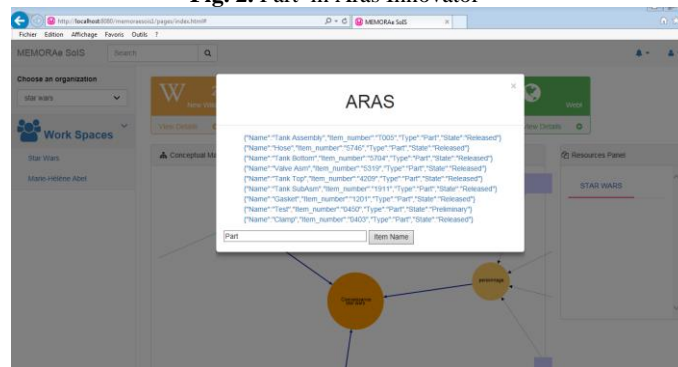 Fig. 2. Part in Aras Innovator
http://localhost:8080/memoraesois2/pages/index.html#
MEMORAe SoIS
Fichier Edition Affichage Favoris Outils ?
MEMORAe SoIS
Search
Choose an organization
star wars
Work Spaces
Star Wars
Marie-Hélène Abel
W
New
View Details
Week
View Details
Conceptual Ma
Resources Panel
STAR WARS
ARAS
×
{"Name":"Tank Assembly","Item_number":"T005","Type":"Part","State":"Released"}
{"Name":"Hose","Item_number":"5746","Type":"Part","State":"Released"}
{"Name":"Tank Bottom","Item_number":"5704","Type":"Part","State":"Released"}
{"Name":"Valve Asm","Item_number":"5319","Type":"Part","State":"Released"}
{"Name":"Tank Top","Item_number":"4209","Type":"Part","State":"Released"}
{"Name":"Tank SubAsm","Item_number":"1911","Type":"Part","State":"Released"}
{"Name":"Gasket","Item_number":"1201","Type":"Part","State":"Released"}
{"Name":"Test","Item_number":"0450","Type":"Part","State":"Preliminary"}
{"Name":"Clamp","Item_number":"0403","Type":"Part","State":"Released"}
Part
Item Name
personnage